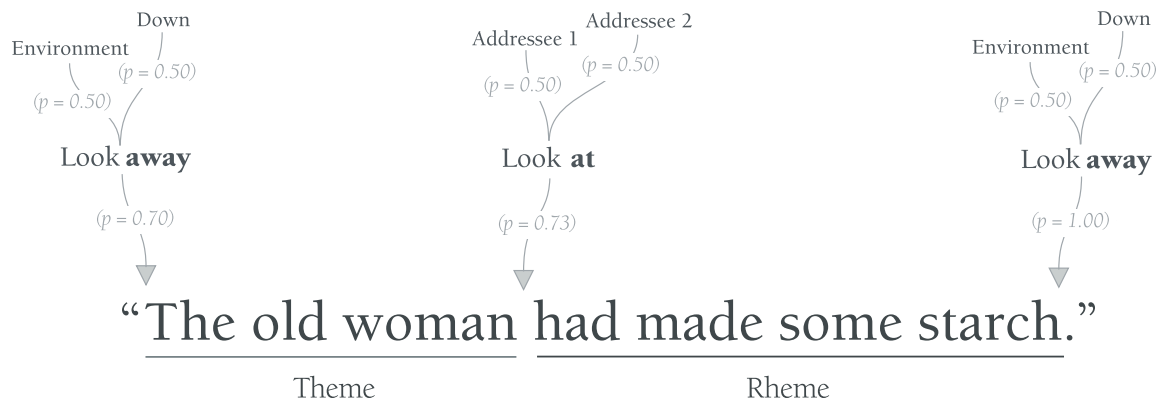 Down
Environment
(p = 0.50)
(p = 0.50)
Look away
(p = 0.70)
Addressee 2
Addressee 1
(p = 0.50)
(p = 0.50)
Look at
(p = 0.73)
Down
Environment
(p = 0.50)
(p = 0.50)
Look away
(p = 1.00)
“The old woman had made some starch.”
Theme
Rheme